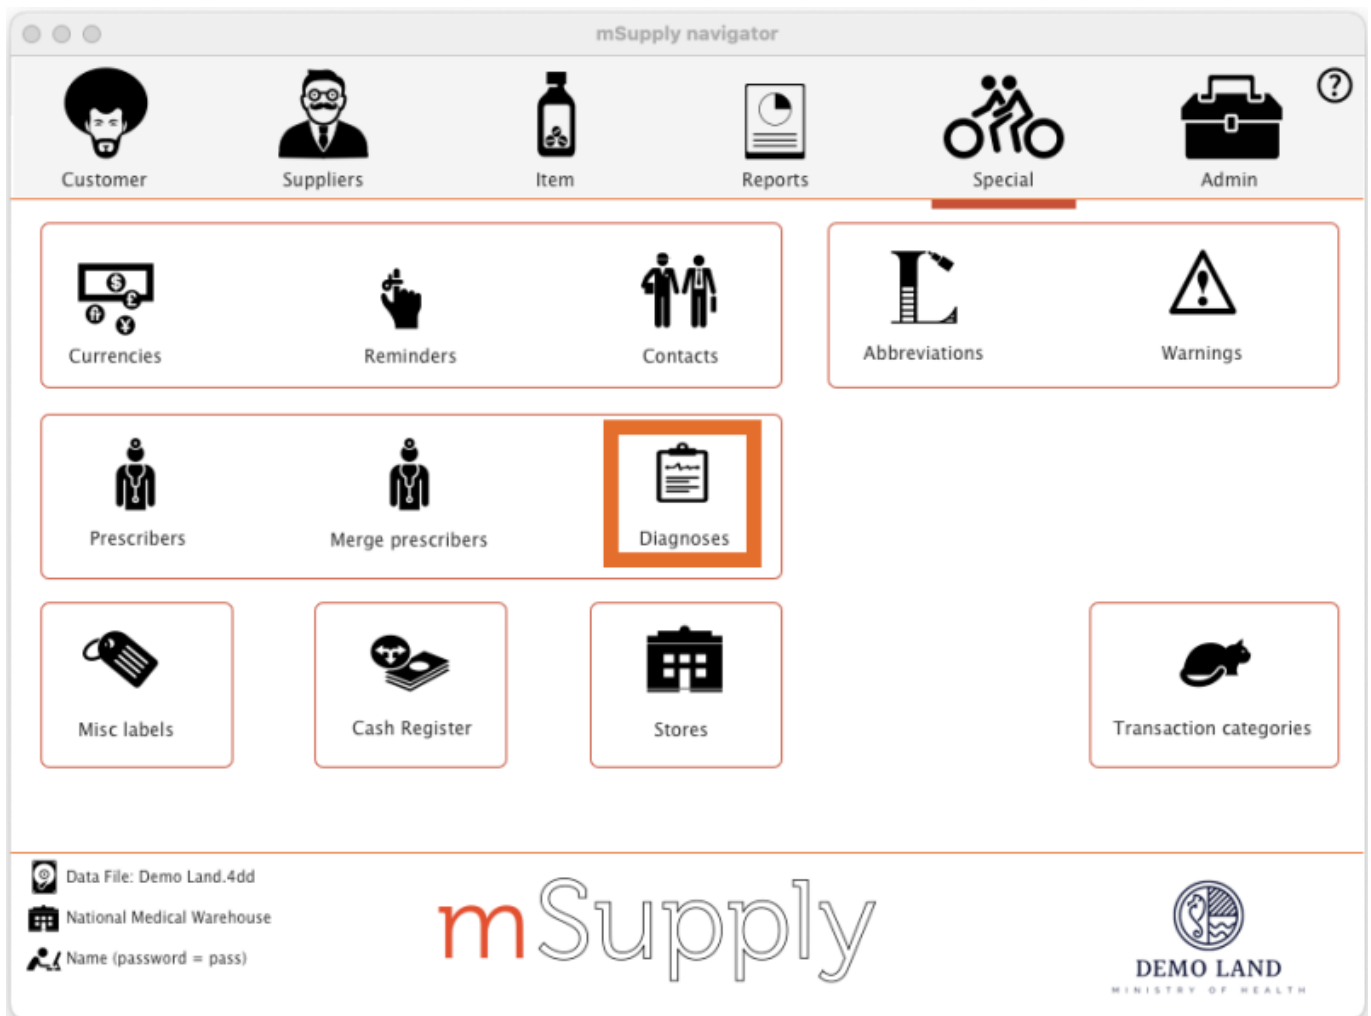 mSupply navigator
?
Customer
Suppliers
Item
Reports
Special
Admin
Currencies
Reminders
Contacts
Abbreviations
Warnings
Prescribers
Merge prescribers
Diagnoses
Misc labels
Cash Register
Stores
Transaction categories
Data File: Demo Land.4dd
National Medical Warehouse
Name (password = pass)
mSupply
DEMO LAND
MINISTRY OF HEALTH